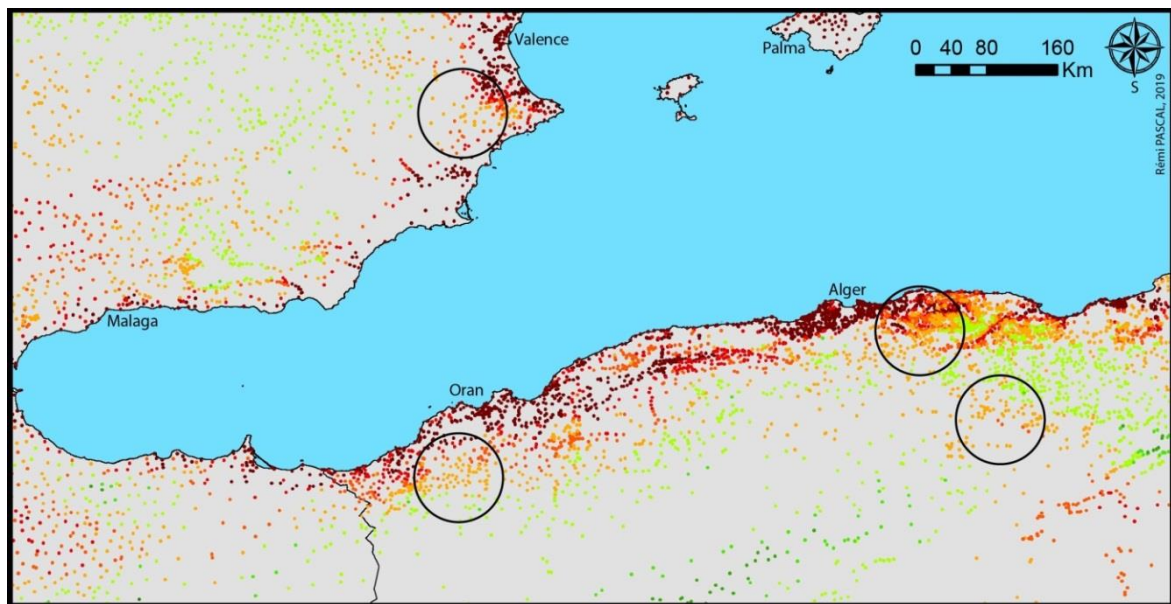 Valence
Palma
0 40 80 160
Km
S
Rémi PASCAL, 2019
Alger
Malaga
Oran